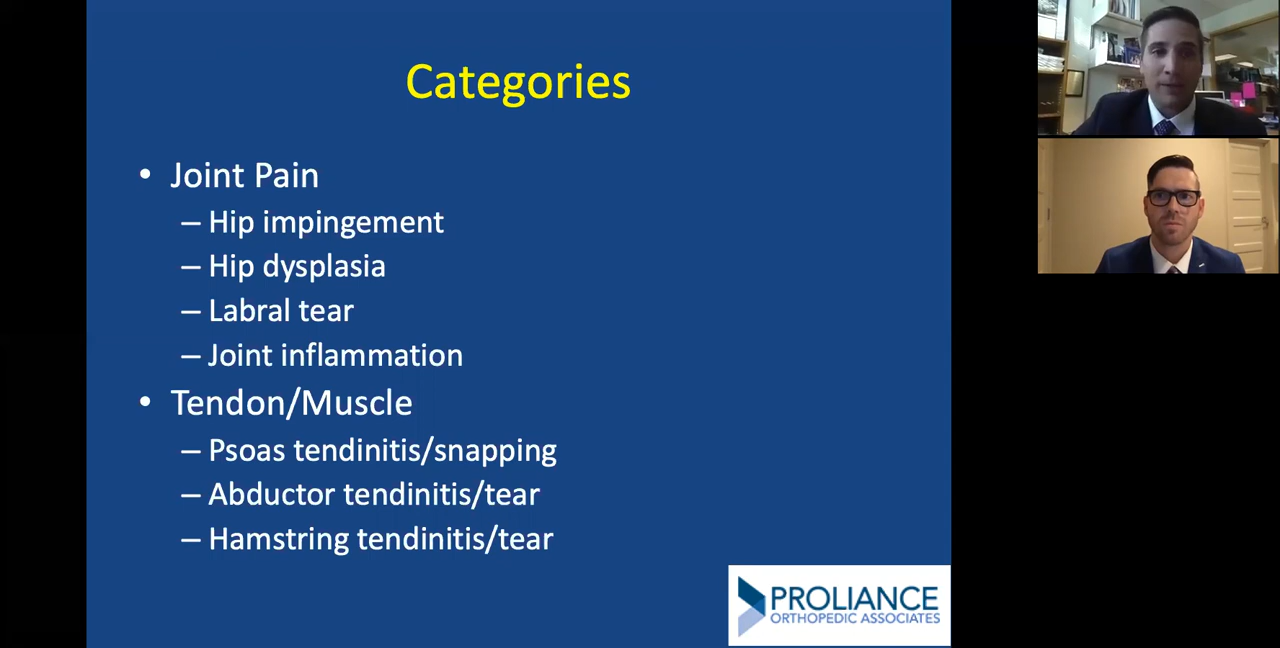 Categories
• Joint Pain
– Hip impingement
– Hip dysplasia
– Labral tear
– Joint inflammation
• Tendon/Muscle
– Psoas tendinitis/snapping
– Abductor tendinitis/tear
– Hamstring tendinitis/tear
PROLIANCE
ORTHOPEDIC ASSOCIATES